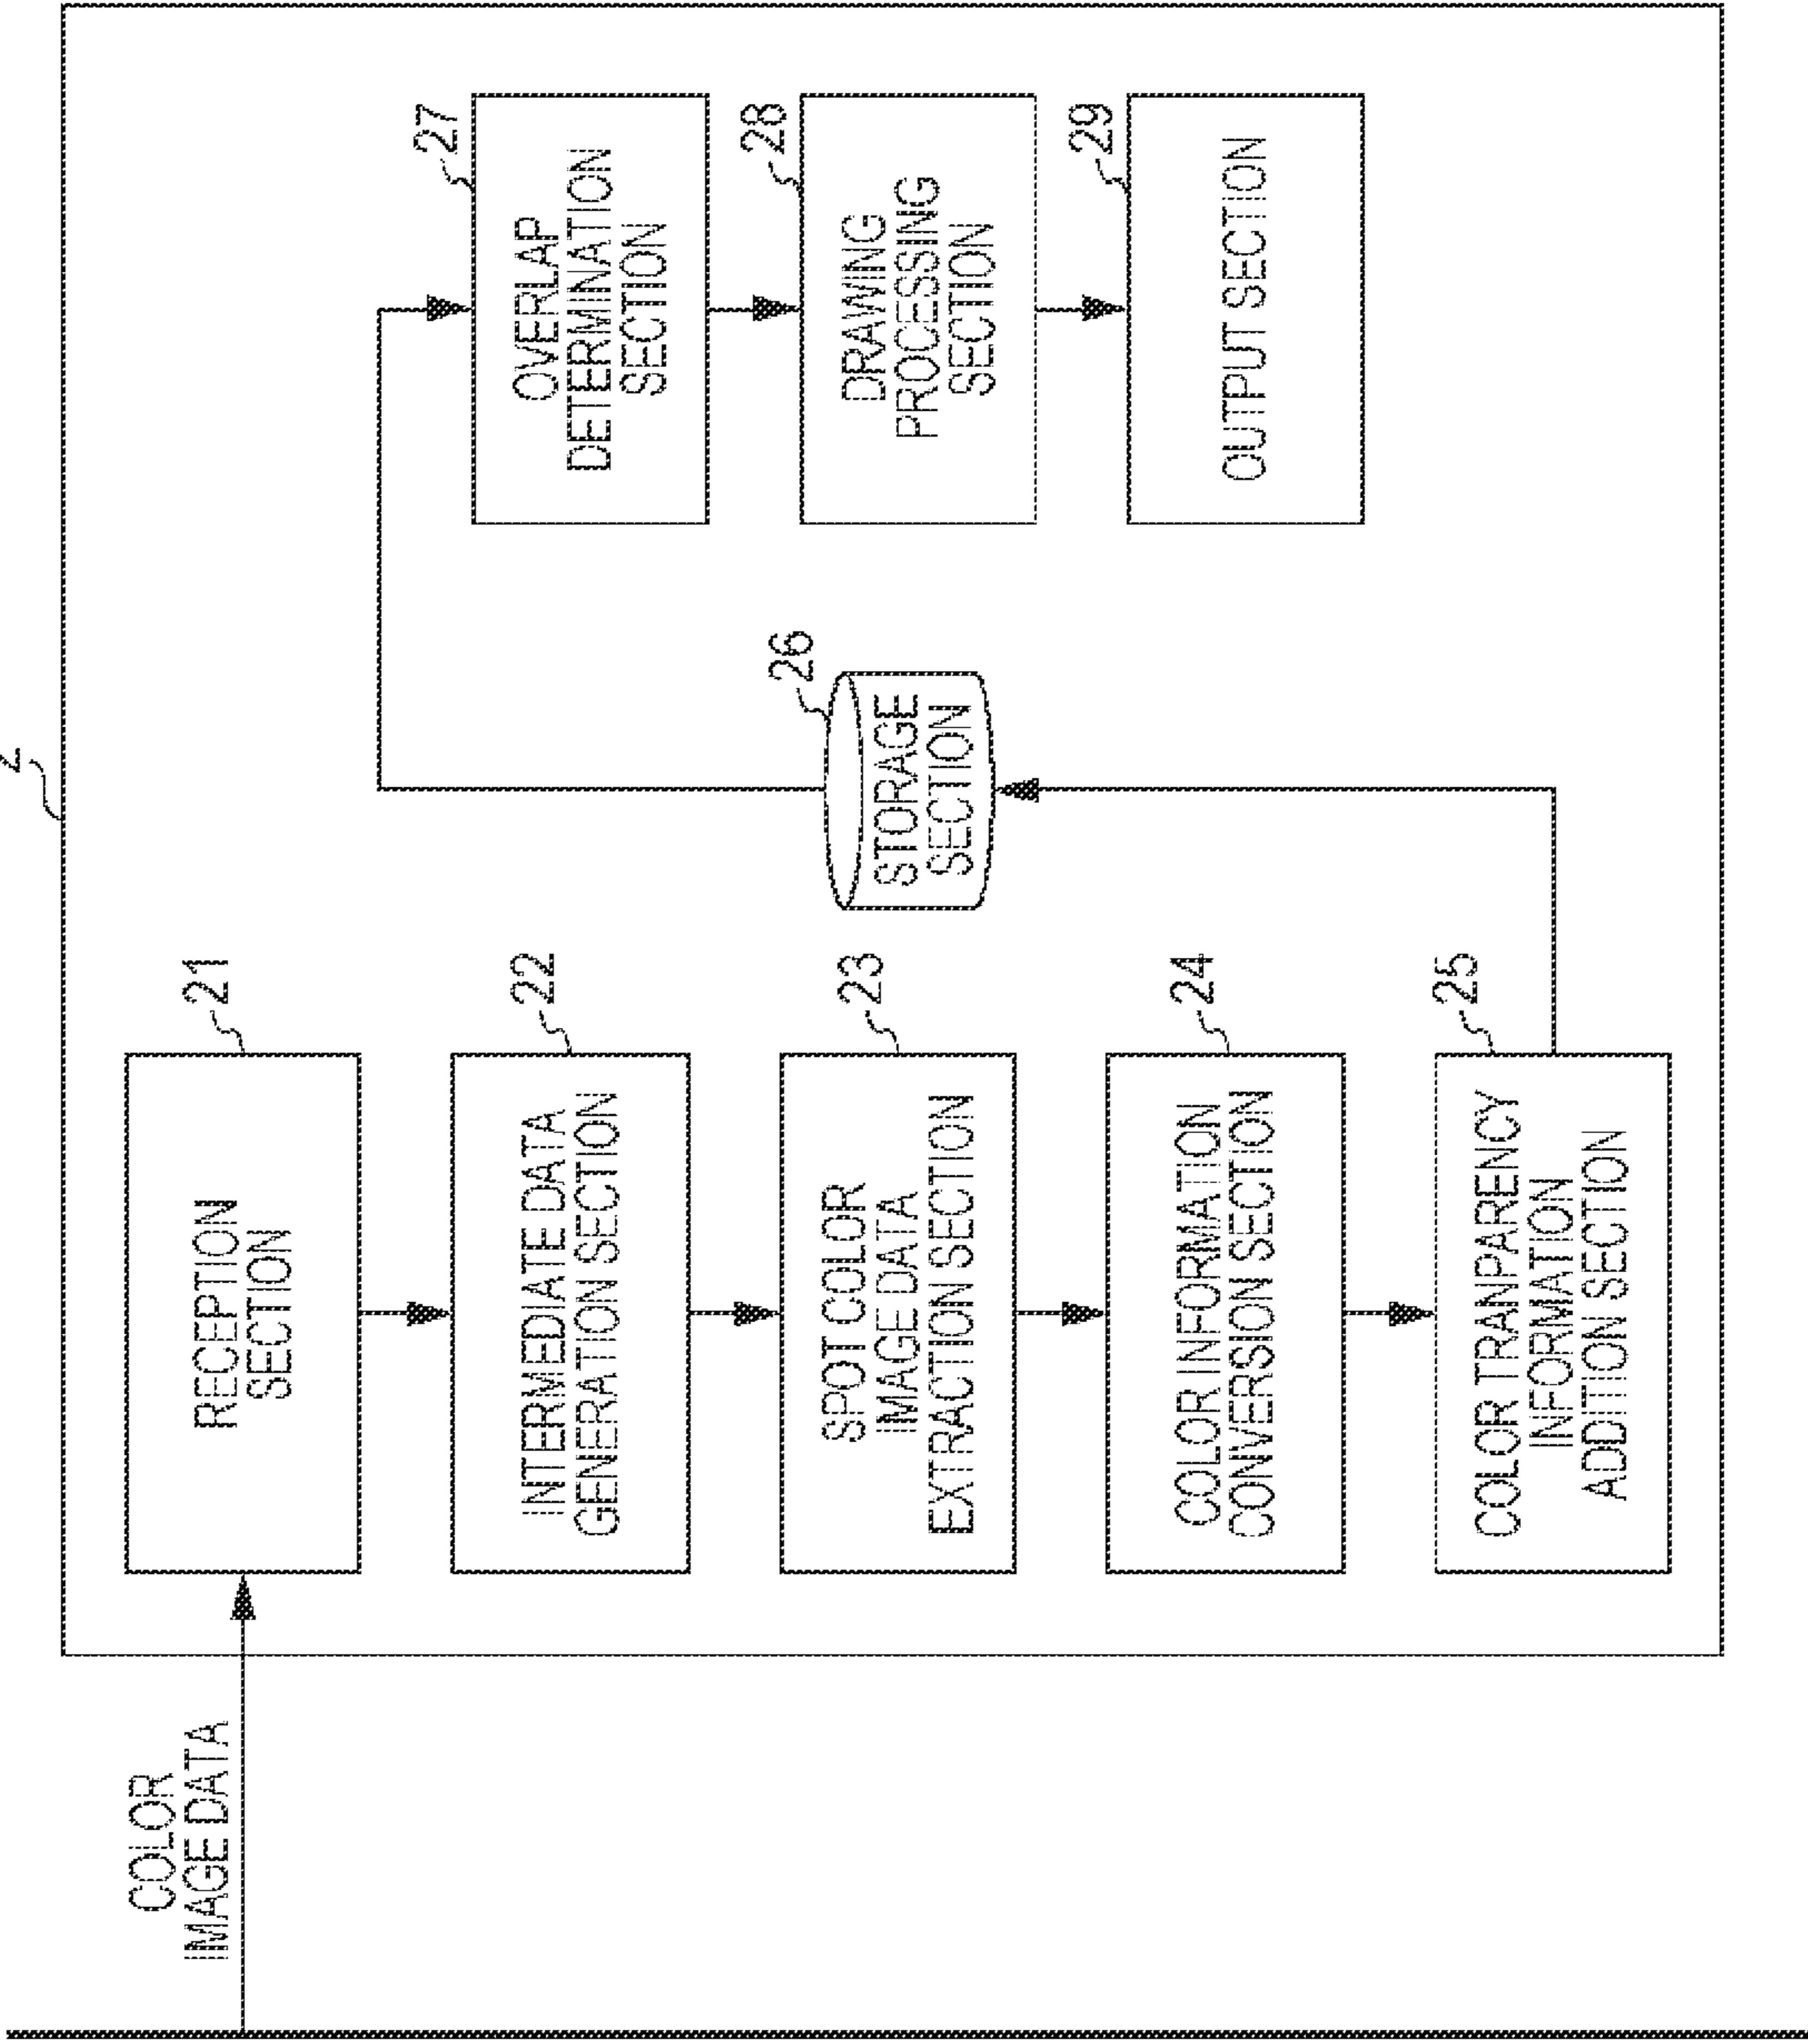 2
COLOR
IMAGE DATA
21
RECEPTION
SECTION
22
INTERMEDIATE DATA
GENERATION SECTION
23
SPOT COLOR
IMAGE DATA
EXTRACTION SECTION
24
COLOR INFORMATION
CONVERSION SECTION
25
COLOR TRANPARENCY
INFORMATION
ADDITION SECTION
26
STORAGE
SECTION
27
OVERLAP
DETERMINATION
SECTION
28
DRAWING
PROCESSING
SECTION
29
OUTPUT SECTION